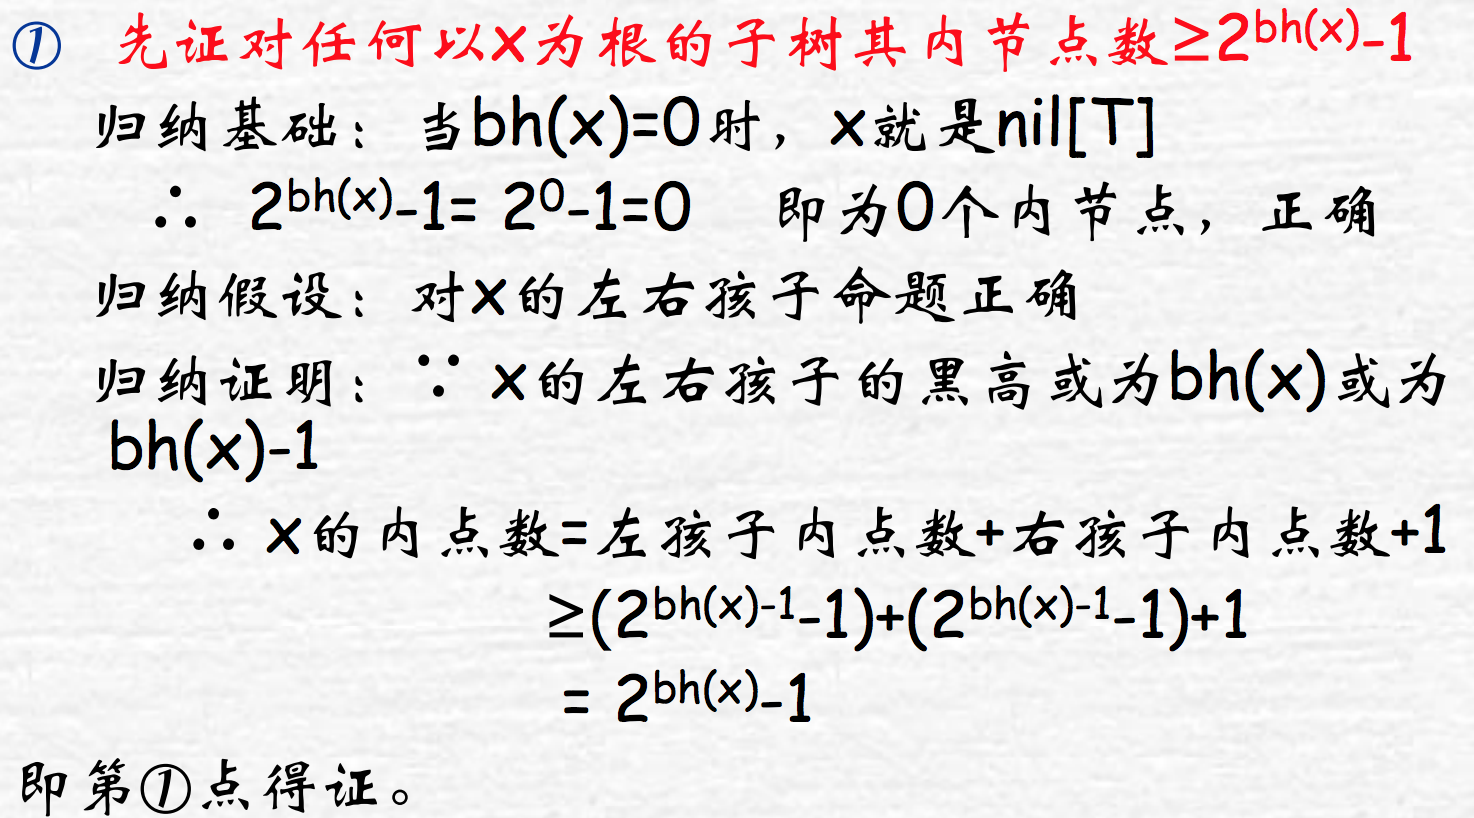 ① 先证对任何以x为根的子树其内节点数≥2^bh(x)-1
归纳基础：当bh(x)=0时，x就是nil[T]
∴ 2^bh(x)-1= 2^0-1=0 即为0个内节点，正确
归纳假设：对x的左右孩子命题正确
归纳证明：∵ x的左右孩子的黑高或为bh(x)或为
bh(x)-1
∴ x的内点数=左孩子内点数+右孩子内点数+1
≥(2^bh(x)-1-1)+(2^bh(x)-1-1)+1
= 2^bh(x)-1
即第①点得证。